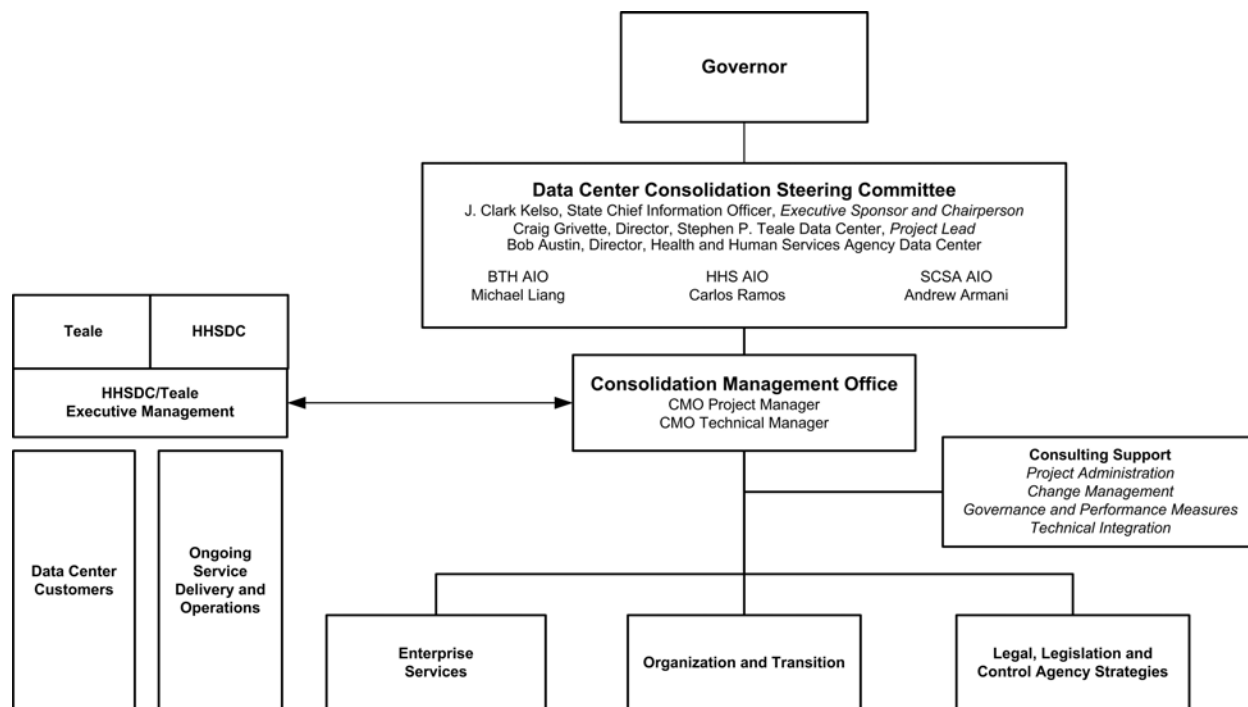 Governor
Data Center Consolidation Steering Committee
J. Clark Kelso, State Chief Information Officer, Executive Sponsor and Chairperson
Craig Grivette, Director, Stephen P. Teale Data Center, Project Lead
Bob Austin, Director, Health and Human Services Agency Data Center
BTH AIO
Michael Liang
HHS AIO
Carlos Ramos
SCSA AIO
Andrew Armani
Teale
HHSDC
HHSDC/Teale
Executive Management
Consolidation Management Office
CMO Project Manager
CMO Technical Manager
Consulting Support
Project Administration
Change Management
Governance and Performance Measures
Technical Integration
Data Center
Customers
Ongoing
Service
Delivery and
Operations
Enterprise
Services
Organization and Transition
Legal, Legislation and
Control Agency Strategies